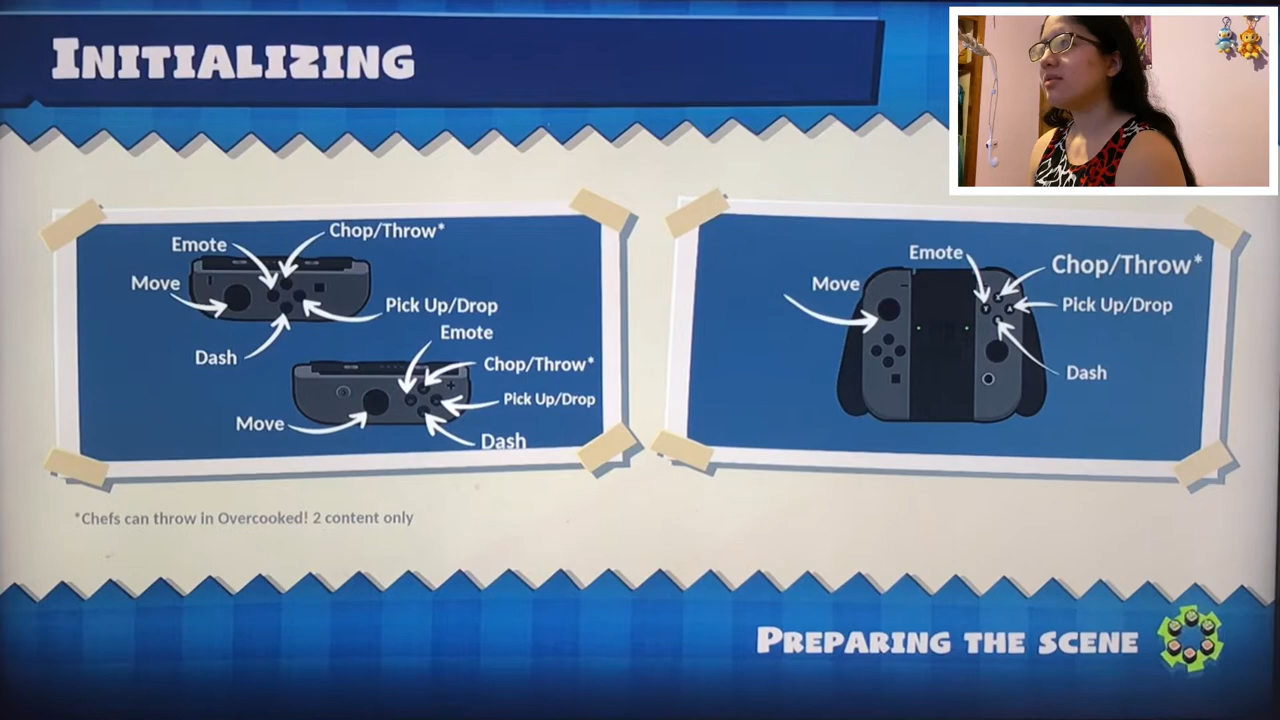 INITIALIZING
Emote
Chop/Throw*
Move
Pick Up/Drop
Dash
Emote
Chop/Throw*
Pick Up/Drop
Move
Dash
Emote
Chop/Throw*
Move
Pick Up/Drop
Dash
*Chefs can throw in Overcooked! 2 content only
PREPARING THE SCENE